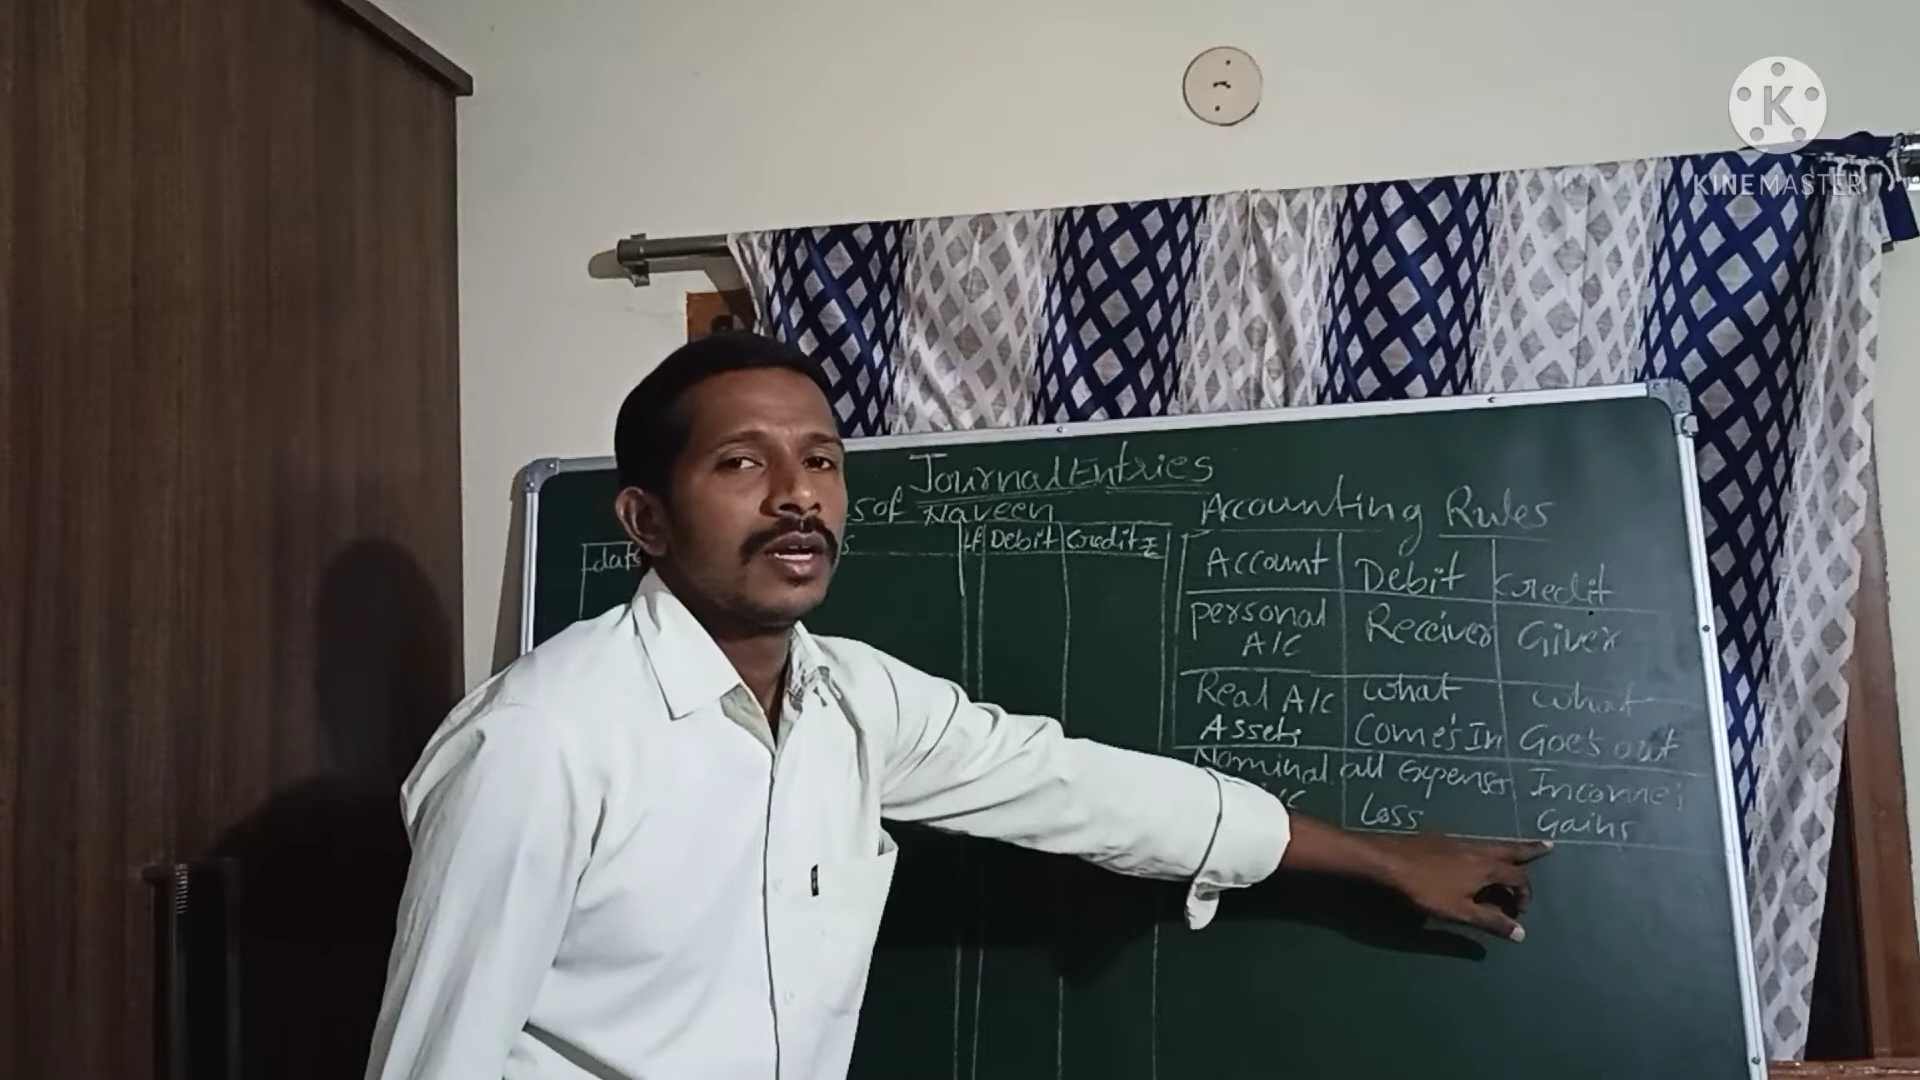 K
KINEMASTER
Journal Entries
s of Naveen
date
s
LF Debit Credit
Accounting Rules
Account Debit Credit
personal A/C Receiver Giver
Real A/C Assets what Come's In what Goe's out
Nominal A/C all expenses Loss Income's Gains